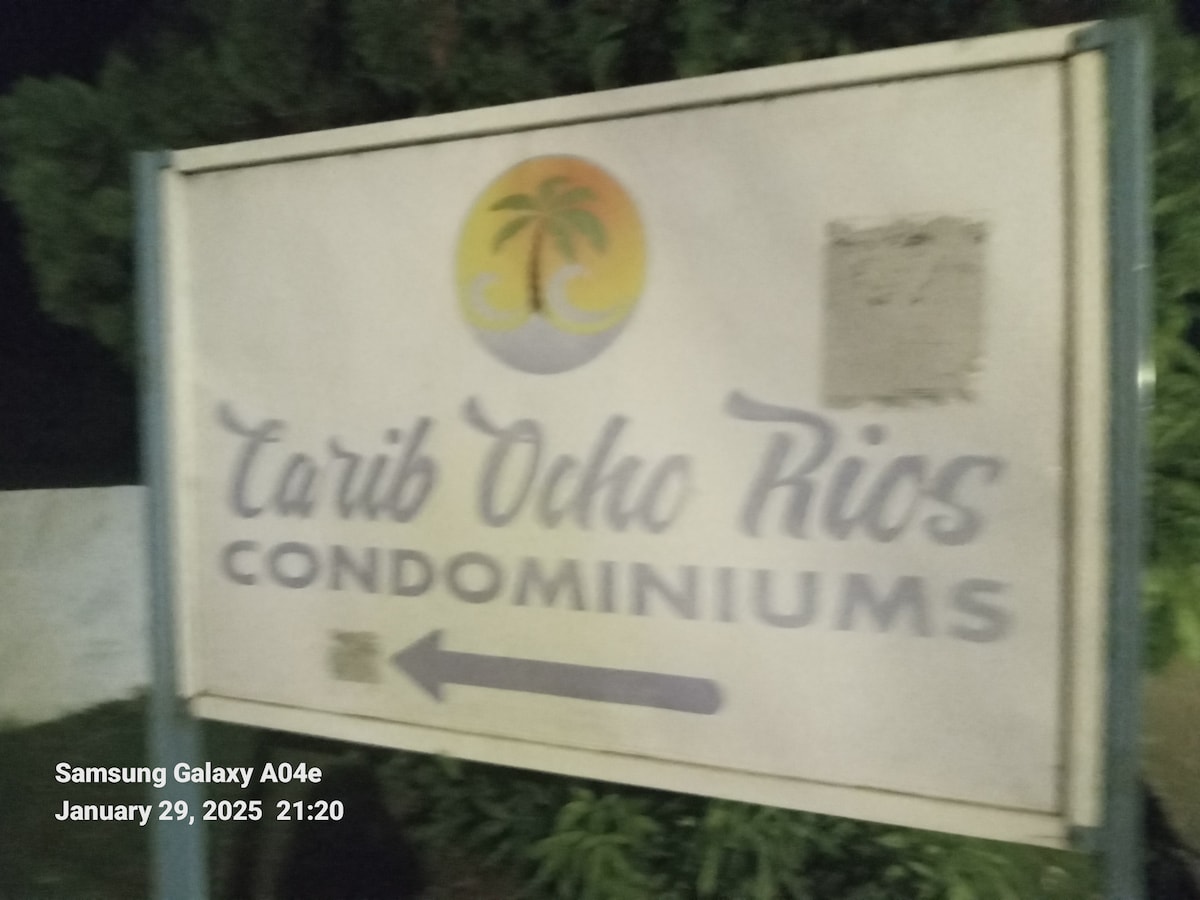 Carib Ocho Rios
CONDOMINIUMS
Samsung Galaxy A04e
January 29, 2025 21:20